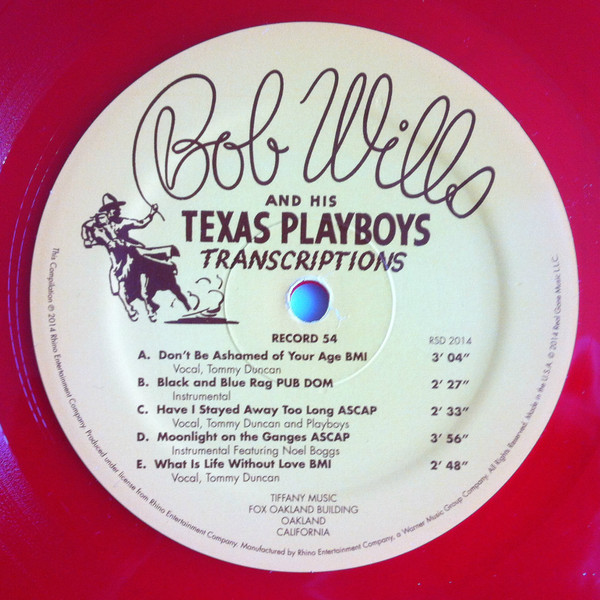 Bob Wills
AND HIS
TEXAS PLAYBOYS
TRANSCRIPTIONS
RECORD 54
RSD 2014
A. Don't Be Ashamed of Your Age BMI 3' 04"
Vocal, Tommy Duncan
B. Black and Blue Rag PUB DOM 2' 27"
Instrumental
C. Have I Stayed Away Too Long ASCAP 2' 33"
Vocal, Tommy Duncan and Playboys
D. Moonlight on the Ganges ASCAP 3' 56"
Instrumental Featuring Noel Boggs
E. What Is Life Without Love BMI 2' 48"
Vocal, Tommy Duncan
TIFFANY MUSIC
FOX OAKLAND BUILDING
OAKLAND
CALIFORNIA
This Compilation ℗ 2014 Rhino Entertainment Company. Produced under license from Rhino Entertainment Company. Manufactured by Rhino Entertainment Company, a Warner Music Group Company. All Rights Reserved. Made in the U.S.A. © 2014 Real Gone Music L.L.C.